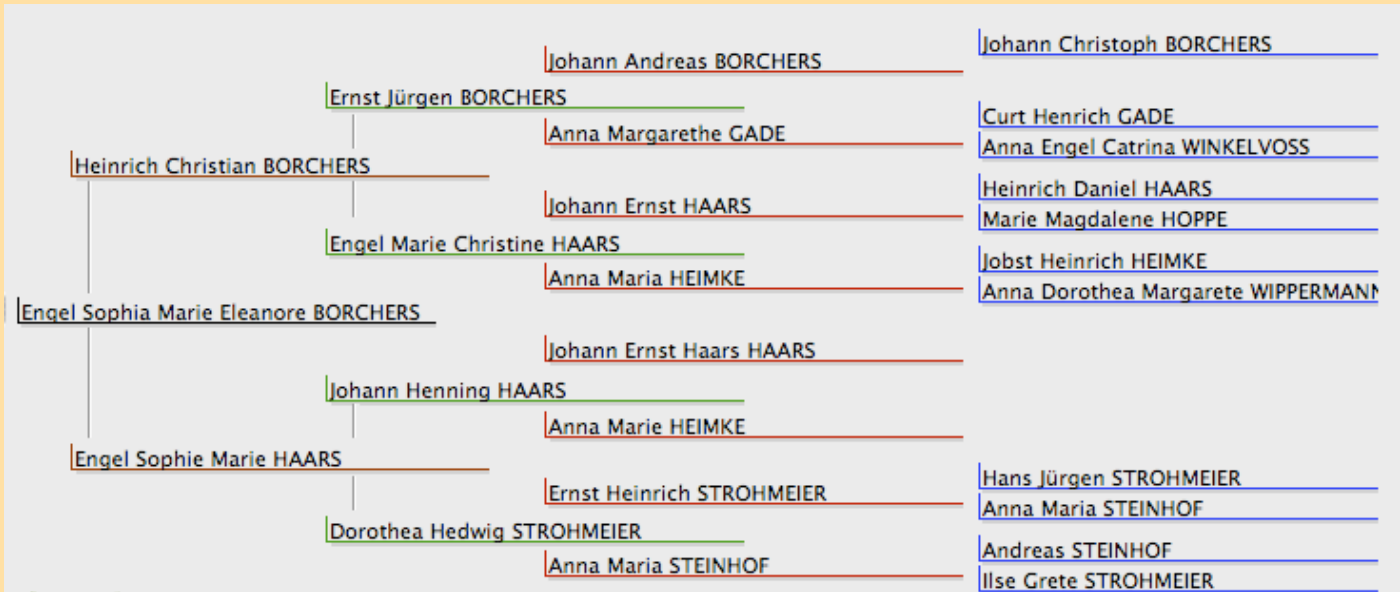 Johann Christoph BORCHERS
Johann Andreas BORCHERS
Ernst Jürgen BORCHERS
Curt Henrich GADE
Anna Margarethe GADE
Anna Engel Catrina WINKELVOSS
Heinrich Christian BORCHERS
Heinrich Daniel HAARS
Johann Ernst HAARS
Marie Magdalene HOPPE
Engel Marie Christine HAARS
Jobst Heinrich HEIMKE
Anna Maria HEIMKE
Anna Dorothea Margarete WIPPERMANN
Engel Sophia Marie Eleanore BORCHERS
Johann Ernst Haars HAARS
Johann Henning HAARS
Anna Marie HEIMKE
Engel Sophie Marie HAARS
Hans Jürgen STROHMEIER
Ernst Heinrich STROHMEIER
Anna Maria STEINHOF
Dorothea Hedwig STROHMEIER
Andreas STEINHOF
Anna Maria STEINHOF
Ilse Grete STROHMEIER